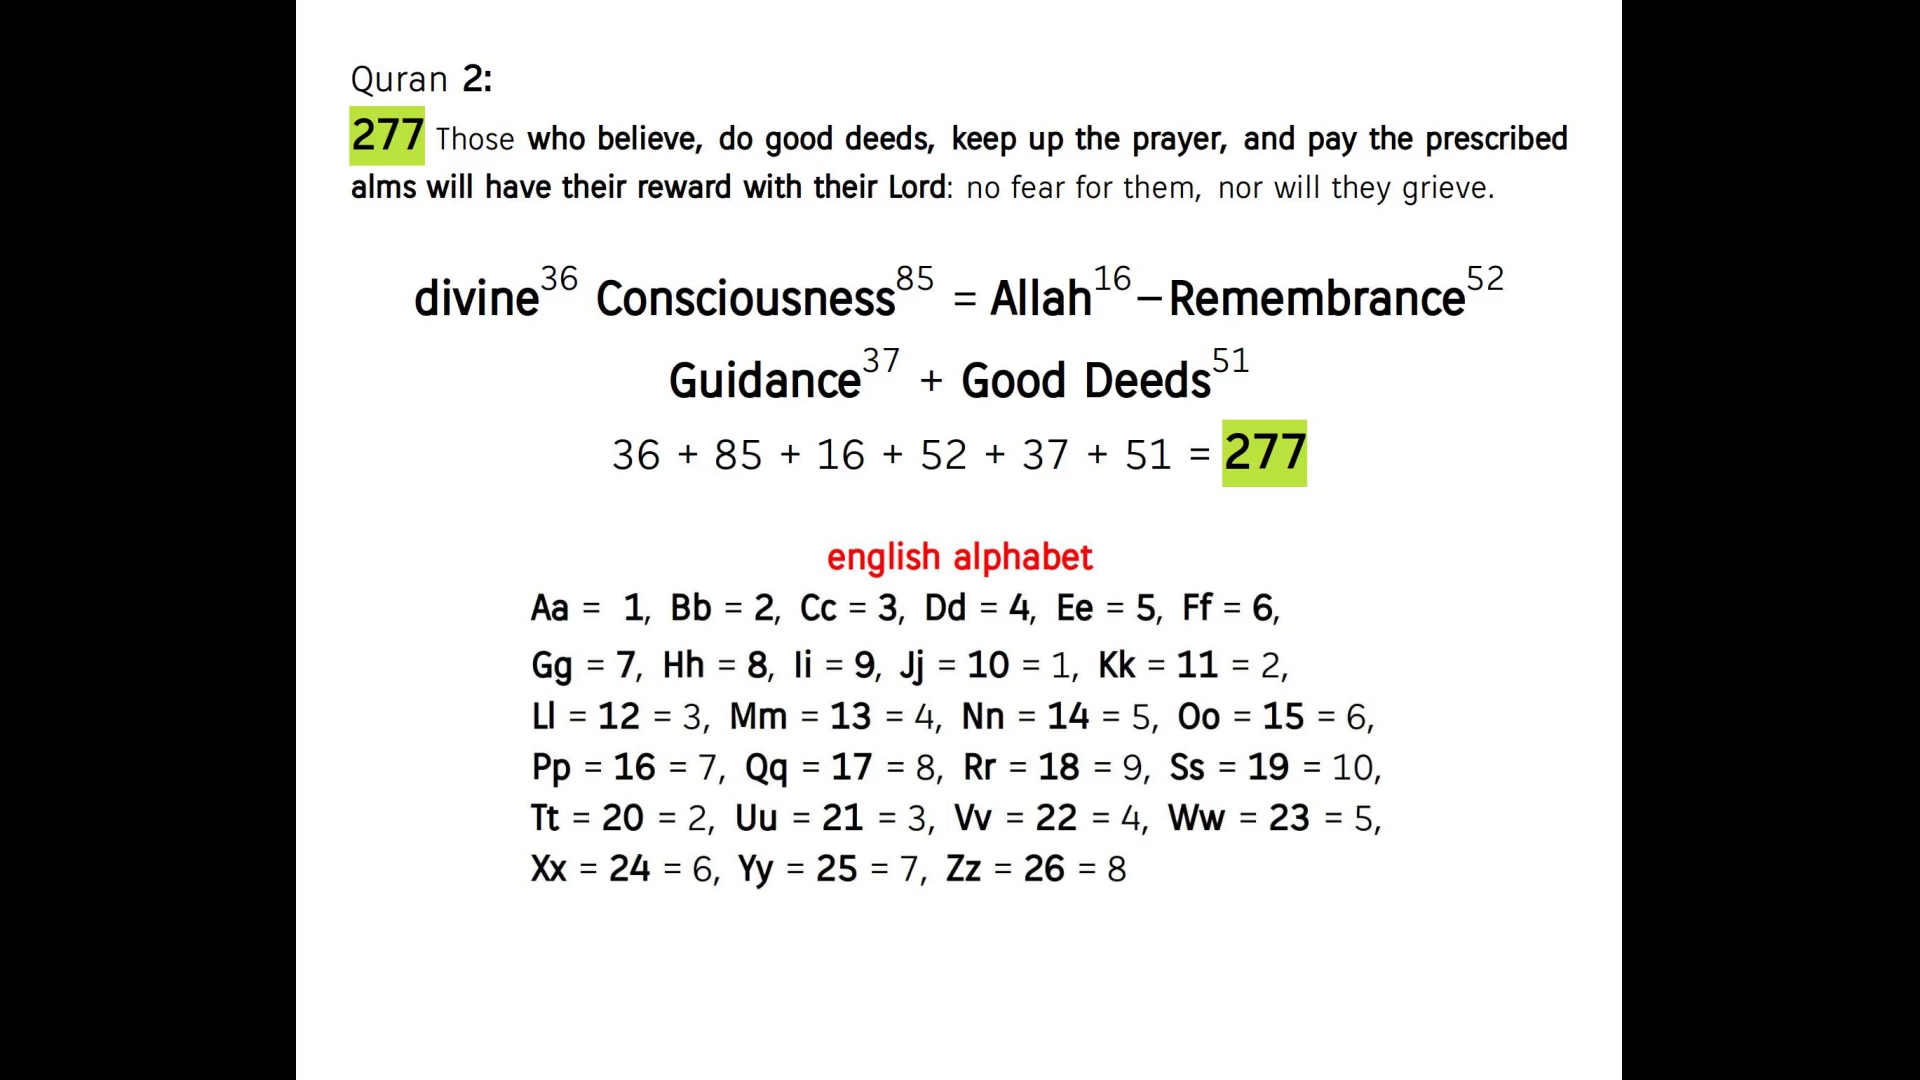 Quran 2:
277 Those who believe, do good deeds, keep up the prayer, and pay the prescribed
alms will have their reward with their Lord: no fear for them, nor will they grieve.
divine36 Consciousness85 = Allah16–Remembrance52
Guidance37 + Good Deeds51
36 + 85 + 16 + 52 + 37 + 51 = 277
english alphabet
Aa = 1, Bb = 2, Cc = 3, Dd = 4, Ee = 5, Ff = 6,
Gg = 7, Hh = 8, Ii = 9, Jj = 10 = 1, Kk = 11 = 2,
Ll = 12 = 3, Mm = 13 = 4, Nn = 14 = 5, Oo = 15 = 6,
Pp = 16 = 7, Qq = 17 = 8, Rr = 18 = 9, Ss = 19 = 10,
Tt = 20 = 2, Uu = 21 = 3, Vv = 22 = 4, Ww = 23 = 5,
Xx = 24 = 6, Yy = 25 = 7, Zz = 26 = 8